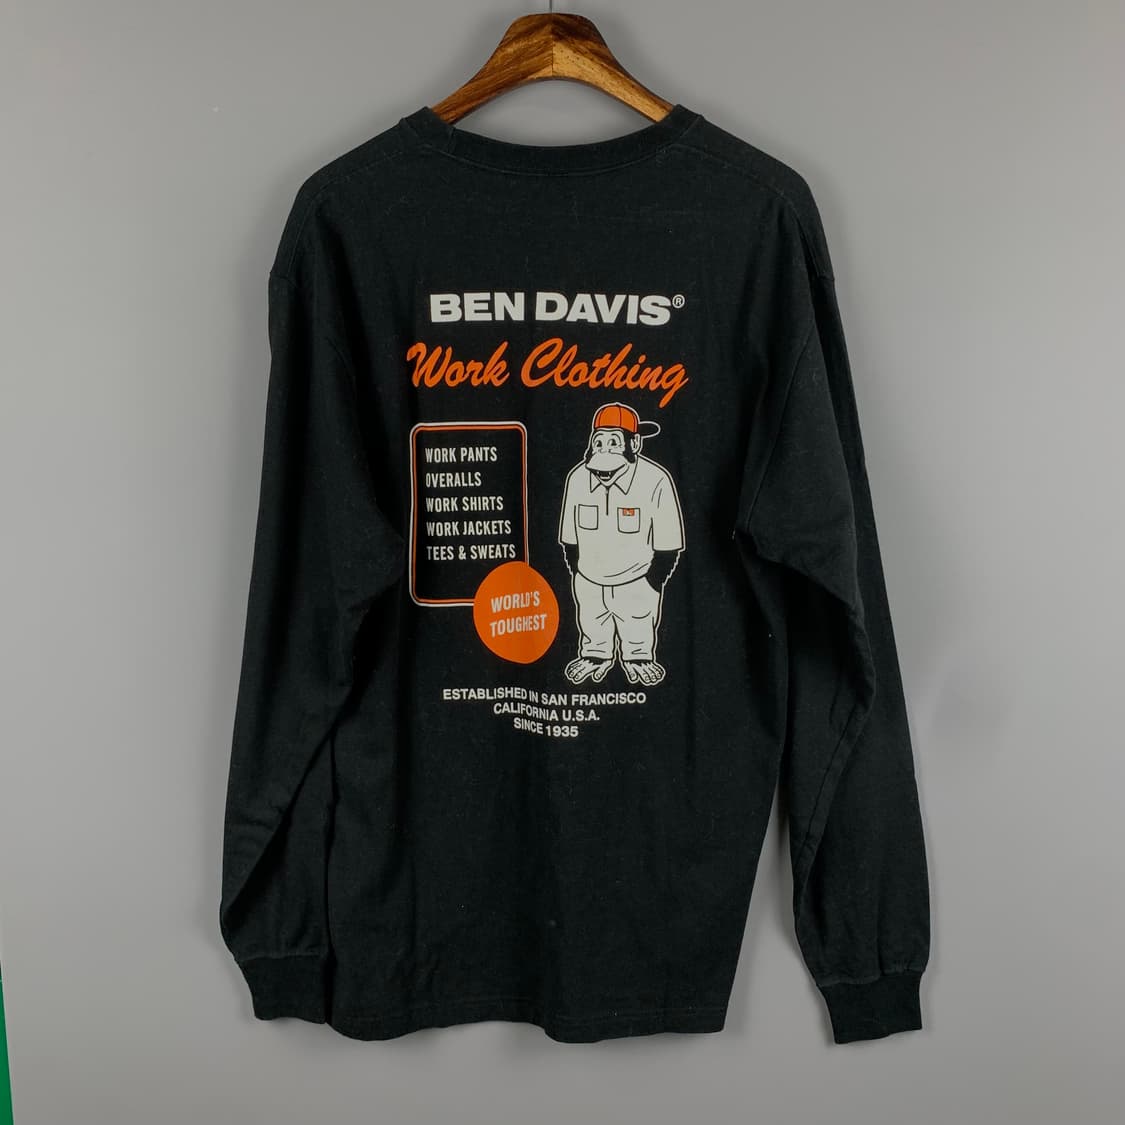 BEN DAVIS®
Work Clothing
WORK PANTS
OVERALLS
WORK SHIRTS
WORK JACKETS
TEES & SWEATS
WORLD'S
TOUGHEST
ESTABLISHED IN SAN FRANCISCO
CALIFORNIA U.S.A.
SINCE 1935